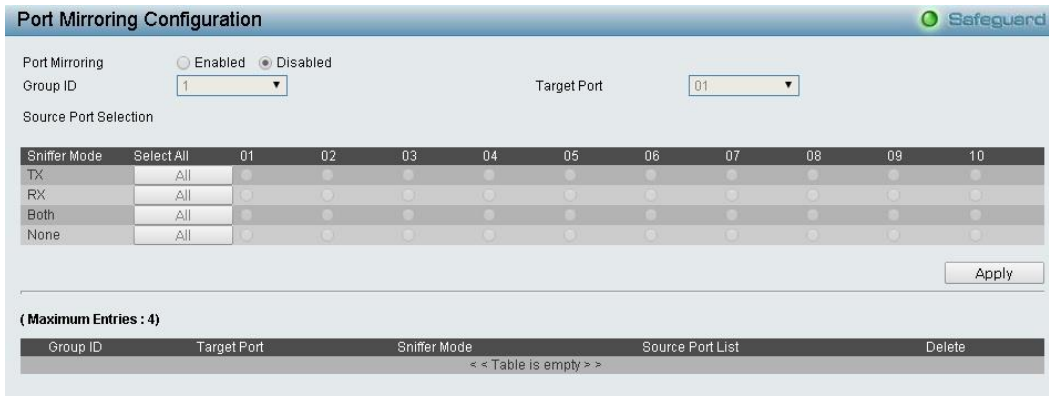 Port Mirroring Configuration Safeguard
Port Mirroring Enabled Disabled
Group ID 1 Target Port 01
Source Port Selection
Sniffer Mode Select All 01 02 03 04 05 06 07 08 09 10
TX All
RX All
Both All
None All
Apply
( Maximum Entries : 4)
Group ID Target Port Sniffer Mode Source Port List Delete
< < Table is empty > >